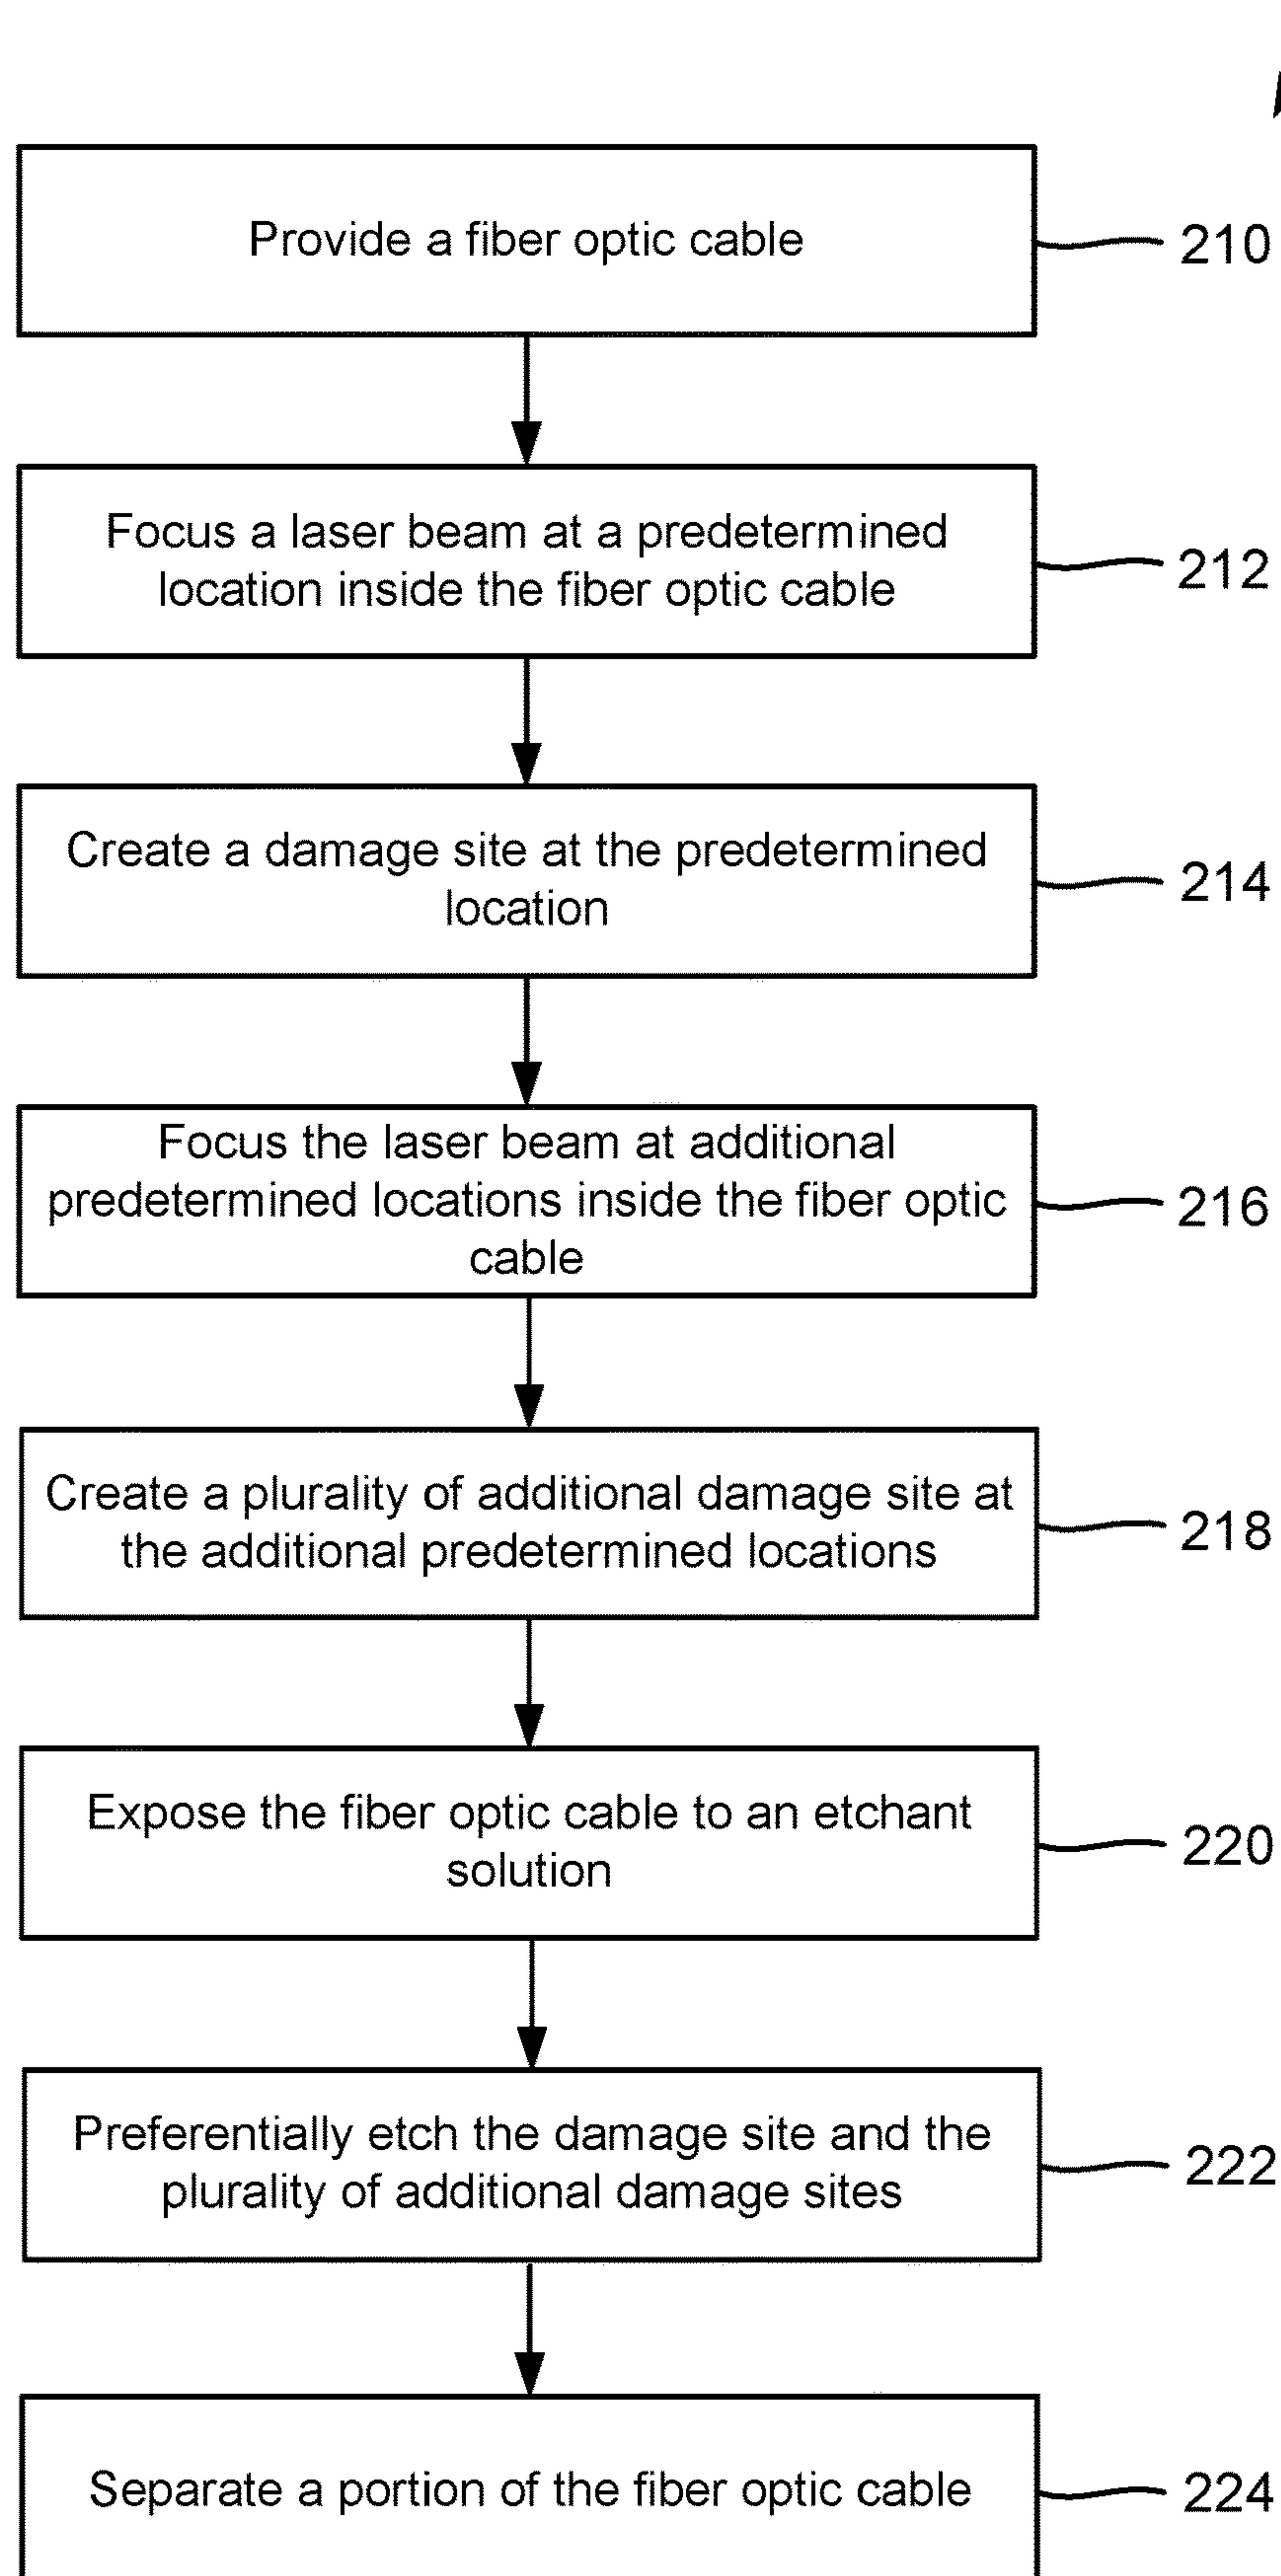 Provide a fiber optic cable
210
Focus a laser beam at a predetermined
location inside the fiber optic cable
212
Create a damage site at the predetermined
location
214
Focus the laser beam at additional
predetermined locations inside the fiber optic
cable
216
Create a plurality of additional damage site at
the additional predetermined locations
218
Expose the fiber optic cable to an etchant
solution
220
Preferentially etch the damage site and the
plurality of additional damage sites
222
Separate a portion of the fiber optic cable
224